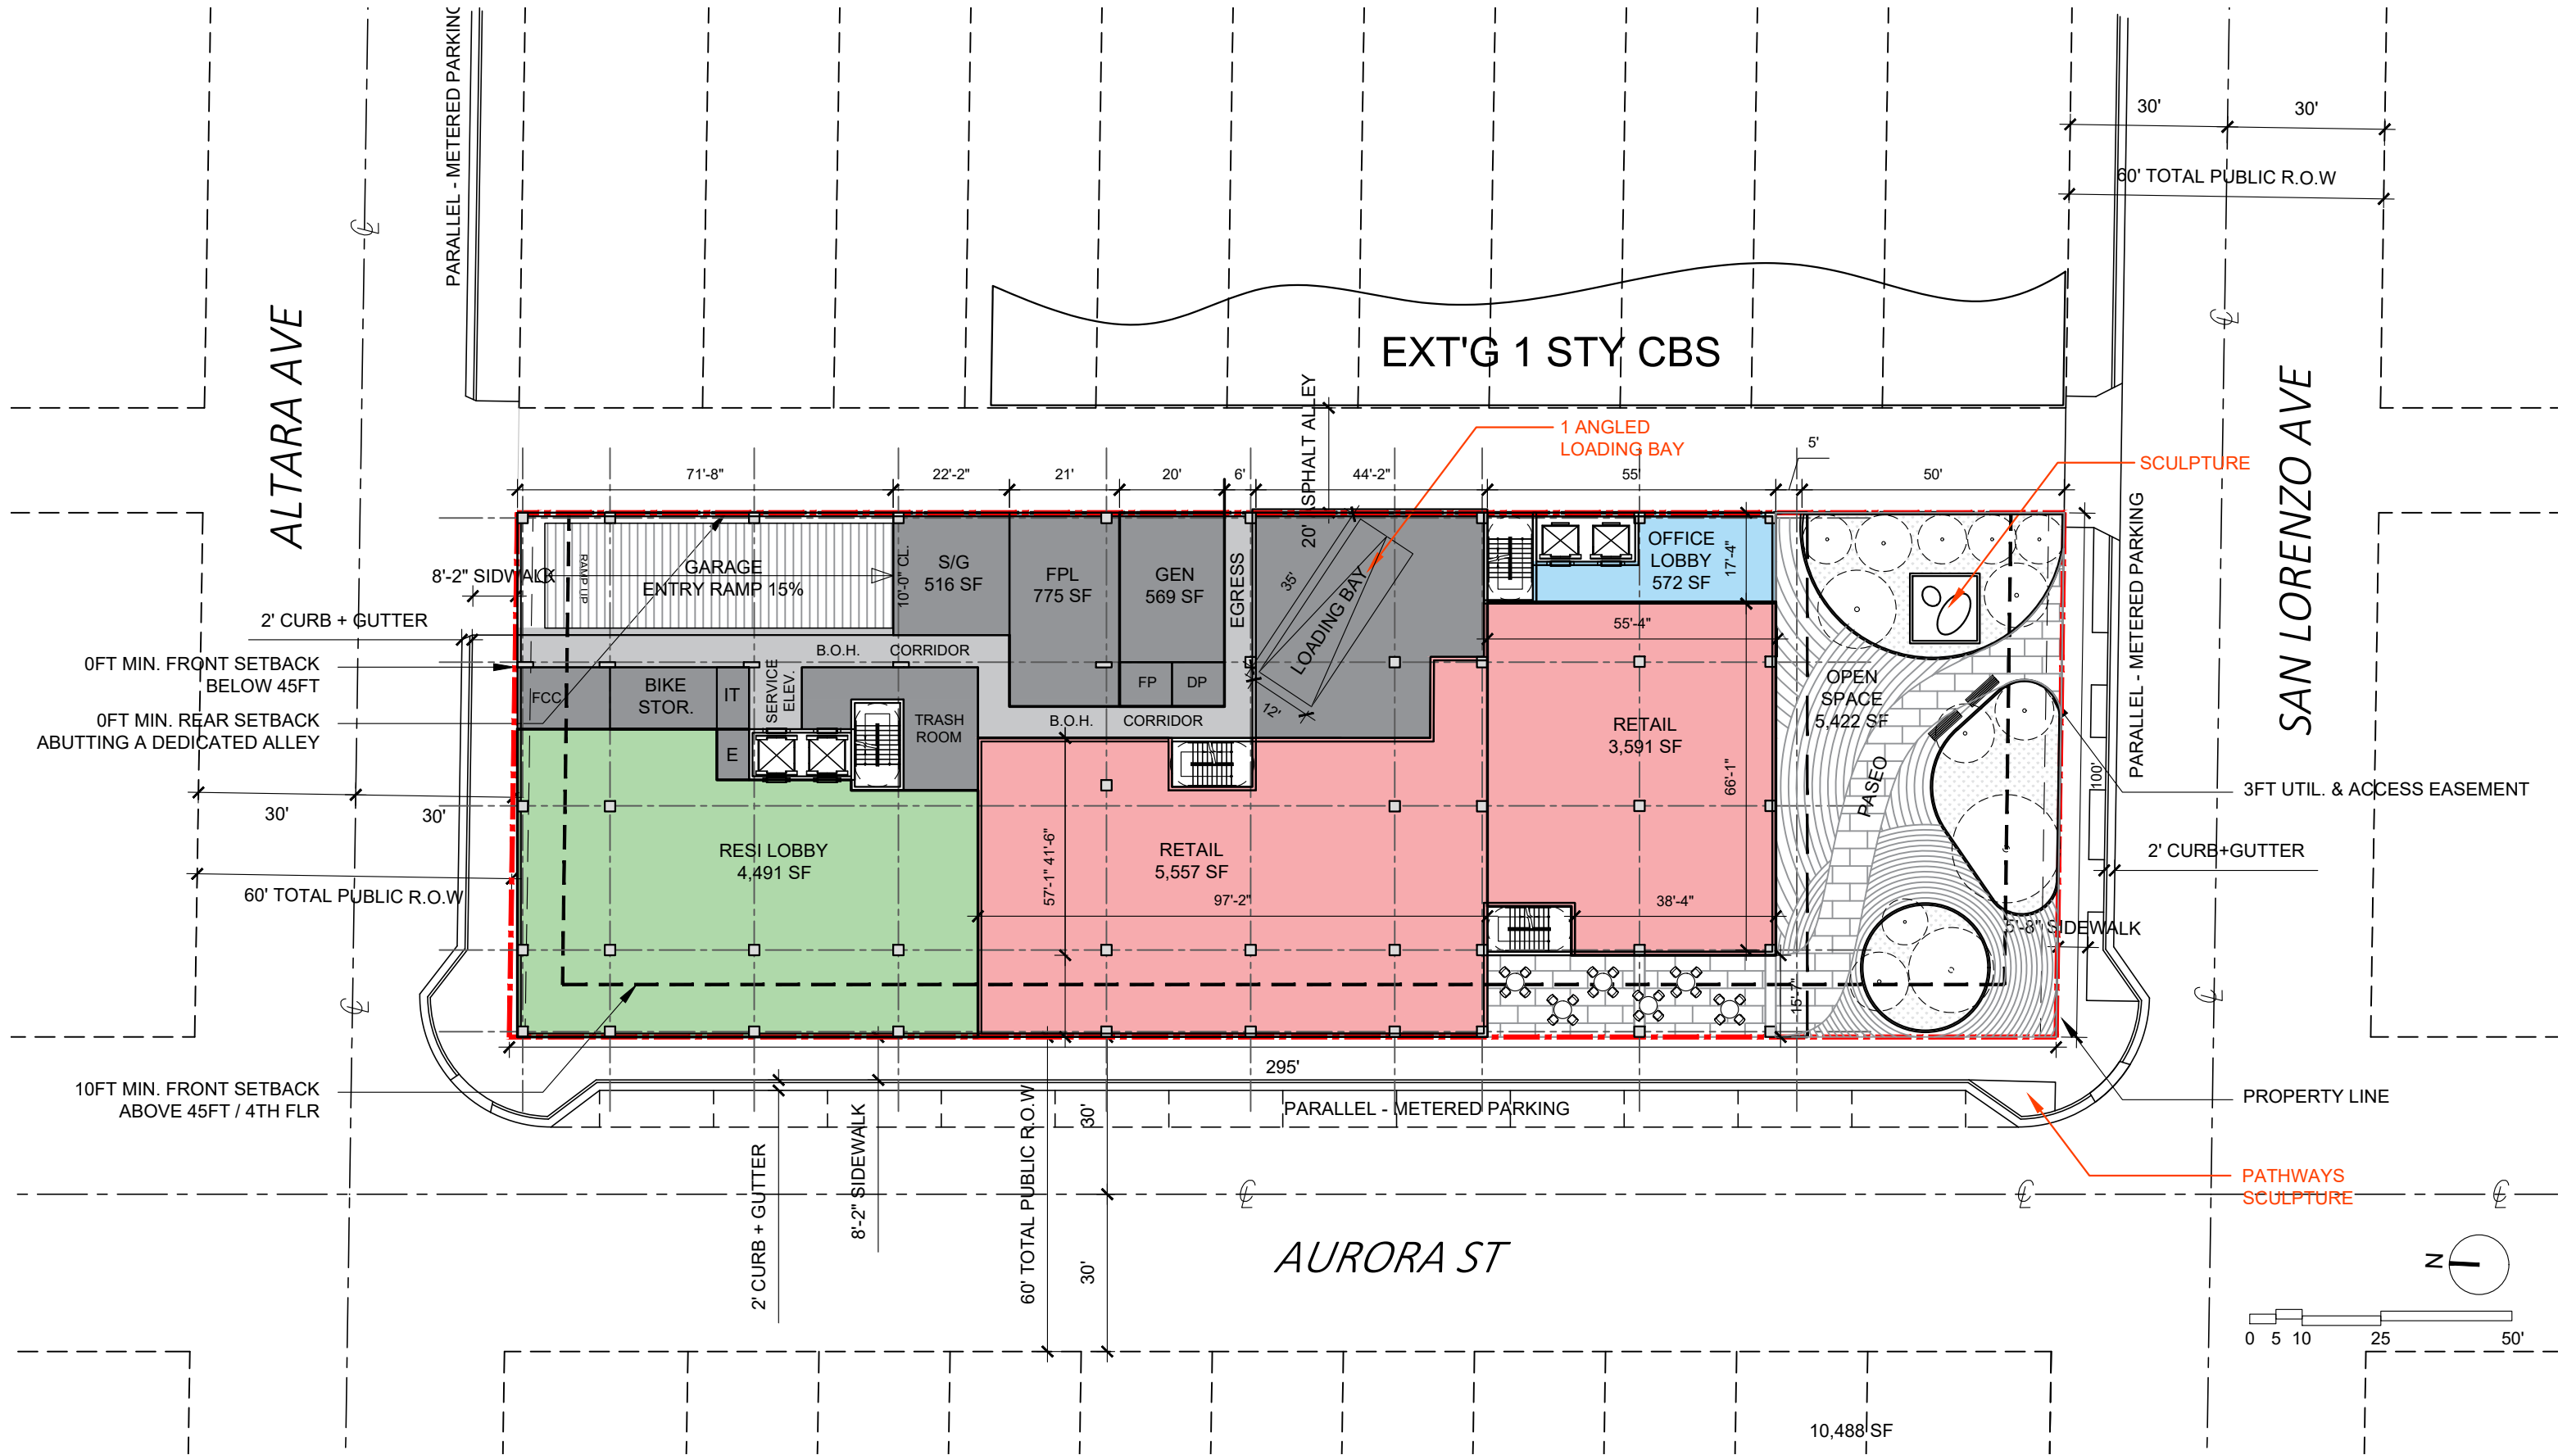 PARALLEL - METERED PARKING
30'
30'
60' TOTAL PUBLIC R.O.W
ALTARA AVE
EXT'G 1 STY CBS
SAN LORENZO AVE
20' ASPHALT ALLEY
1 ANGLED
LOADING BAY
SCULPTURE
71'-8"
22'-2"
21'
20'
6'
44'-2"
55'
5'
50'
8'-2" SIDWALK
RAMP UP
GARAGE
ENTRY RAMP 15%
10'-0" CL.
S/G
516 SF
FPL
775 SF
GEN
569 SF
EGRESS
35'
LOADING BAY
12'
OFFICE
LOBBY
572 SF
17'-4"
PARALLEL - METERED PARKING
2' CURB + GUTTER
0FT MIN. FRONT SETBACK
BELOW 45FT
0FT MIN. REAR SETBACK
ABUTTING A DEDICATED ALLEY
B.O.H. CORRIDOR
FCC
BIKE
STOR.
IT
SERVICE
ELEV.
E
TRASH
ROOM
FP
DP
B.O.H. CORRIDOR
55'-4"
RETAIL
3,591 SF
66'-1"
OPEN
SPACE
5,422 SF
PASEO
100'
3FT UTIL. & ACCESS EASEMENT
2' CURB+GUTTER
30'
30'
60' TOTAL PUBLIC R.O.W
RESI LOBBY
4,491 SF
57'-1"
41'-6"
RETAIL
5,557 SF
97'-2"
38'-4"
5'-8" SIDEWALK
15'-7"
295'
10FT MIN. FRONT SETBACK
ABOVE 45FT / 4TH FLR
PARALLEL - METERED PARKING
PROPERTY LINE
PATHWAYS
SCULPTURE
2' CURB + GUTTER
8'-2" SIDEWALK
60' TOTAL PUBLIC R.O.W
30'
30'
AURORA ST
N
0 5 10 25 50'
10,488 SF